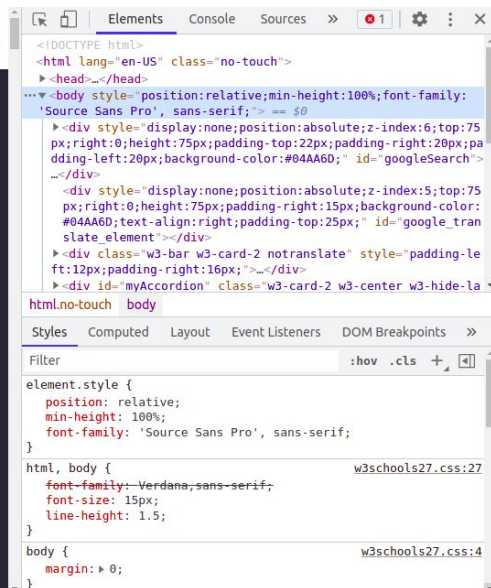 Elements Console Sources » 1
<!DOCTYPE html>
<html lang="en-US" class="no-touch">
▶<head>…</head>
···▼<body style="position:relative;min-height:100%;font-family:
'Source Sans Pro', sans-serif;"> == $0
▶<div style="display:none;position:absolute;z-index:6;top:75
px;right:0;height:75px;padding-top:22px;padding-right:20px;pa
dding-left:20px;background-color:#04AA6D;" id="googleSearch">
…</div>
<div style="display:none;position:absolute;z-index:5;top:75
px;right:0;height:75px;padding-right:15px;background-color:
#04AA6D;text-align:right;padding-top:25px;" id="google_tran
slate_element"></div>
▶<div class="w3-bar w3-card-2 notranslate" style="padding-le
ft:12px;padding-right:16px;">…</div>
▶<div id="myAccordion" class="w3-card-2 w3-center w3-hide-la
html.no-touch body
Styles Computed Layout Event Listeners DOM Breakpoints »
Filter :hov .cls +
element.style {
position: relative;
min-height: 100%;
font-family: 'Source Sans Pro', sans-serif;
}
html, body { w3schools27.css:27
font-family: Verdana,sans-serif;
font-size: 15px;
line-height: 1.5;
}
body { w3schools27.css:4
margin: ▶ 0;
}